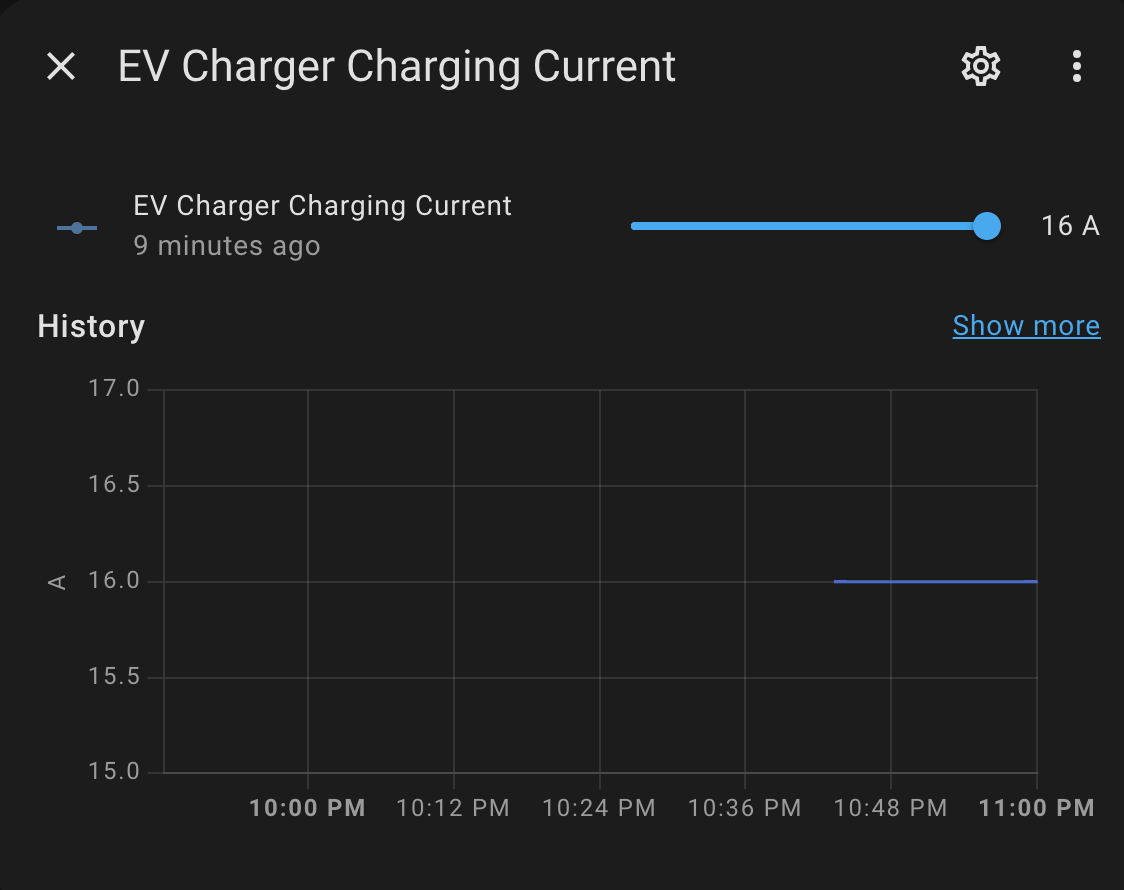 EV Charger Charging Current
EV Charger Charging Current
9 minutes ago
16 A
History
Show more
17.0
16.5
A
16.0
15.5
15.0
10:00 PM
10:12 PM
10:24 PM
10:36 PM
10:48 PM
11:00 PM